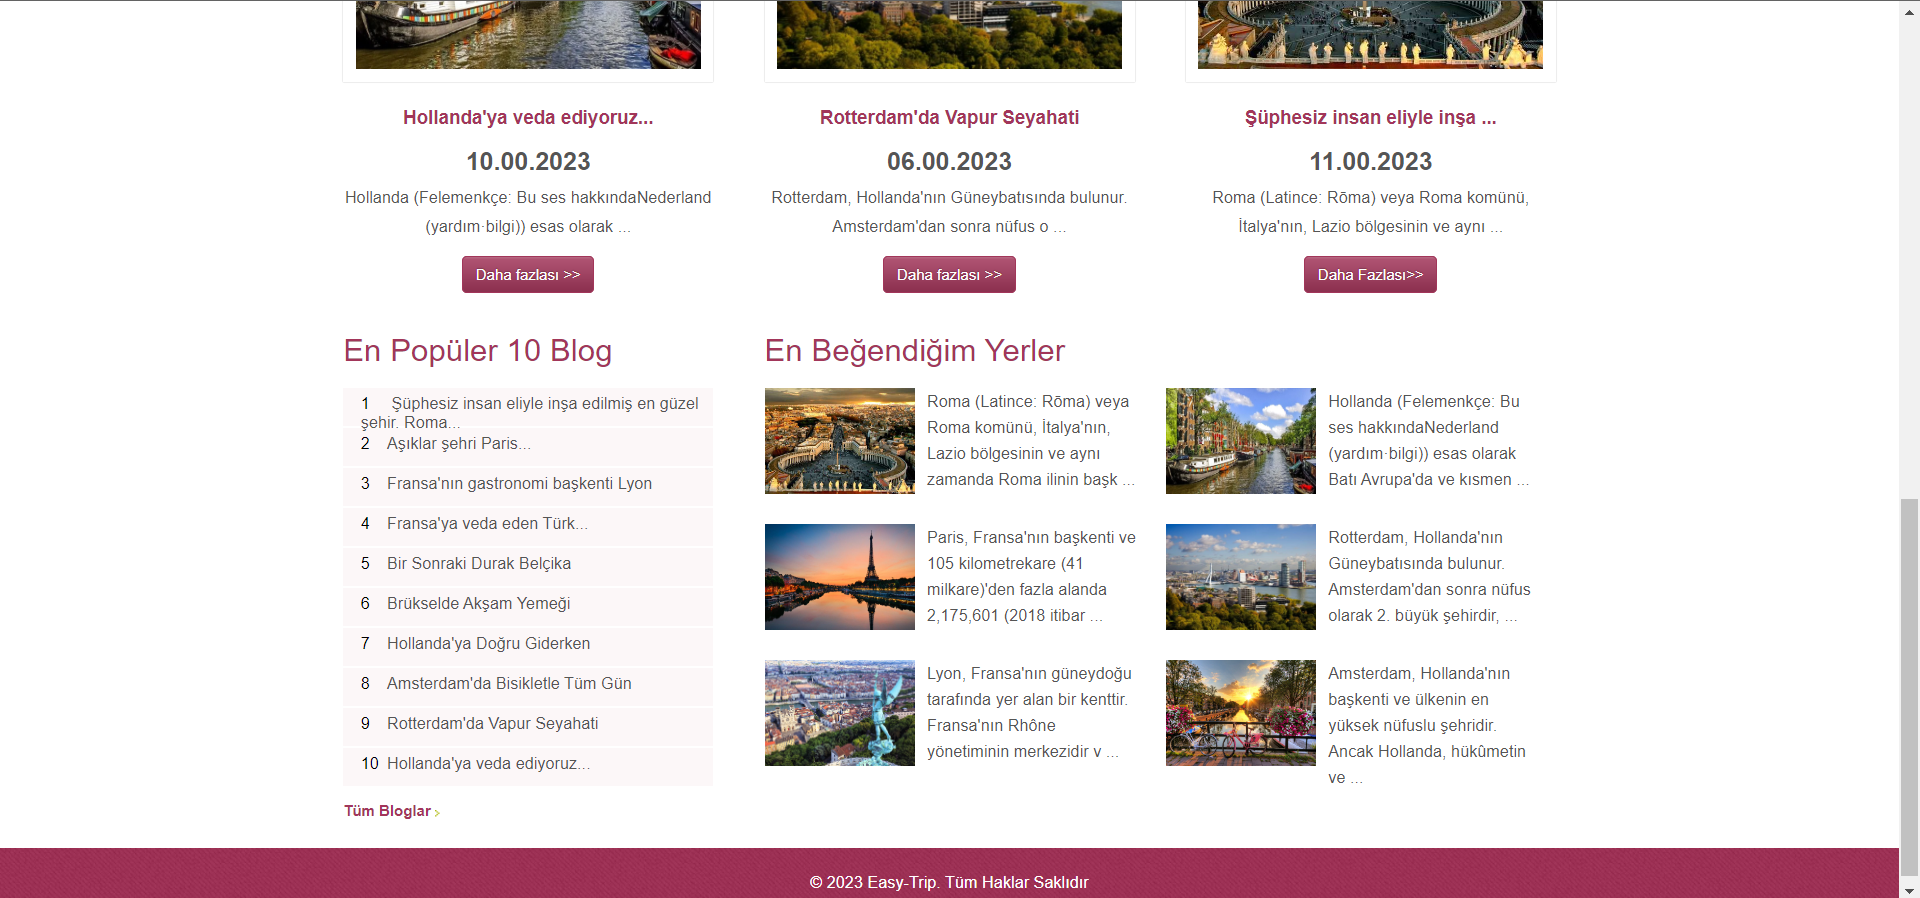 Hollanda'ya veda ediyoruz...
10.00.2023
Hollanda (Felemenkçe: Bu ses hakkındaNederland
(yardım·bilgi)) esas olarak ...
Daha fazlası >>
Rotterdam'da Vapur Seyahati
06.00.2023
Rotterdam, Hollanda'nın Güneybatısında bulunur.
Amsterdam'dan sonra nüfus o ...
Daha fazlası >>
Şüphesiz insan eliyle inşa ...
11.00.2023
Roma (Latince: Rōma) veya Roma komünü,
İtalya'nın, Lazio bölgesinin ve aynı ...
Daha Fazlası>>
En Popüler 10 Blog
1 Şüphesiz insan eliyle inşa edilmiş en güzel
şehir. Roma...
2 Aşıklar şehri Paris...
3 Fransa'nın gastronomi başkenti Lyon
4 Fransa'ya veda eden Türk...
5 Bir Sonraki Durak Belçika
6 Brükselde Akşam Yemeği
7 Hollanda'ya Doğru Giderken
8 Amsterdam'da Bisikletle Tüm Gün
9 Rotterdam'da Vapur Seyahati
10 Hollanda'ya veda ediyoruz...
Tüm Bloglar
En Beğendiğim Yerler
Roma (Latince: Rōma) veya
Roma komünü, İtalya'nın,
Lazio bölgesinin ve aynı
zamanda Roma ilinin başk ...
Hollanda (Felemenkçe: Bu
ses hakkındaNederland
(yardım·bilgi)) esas olarak
Batı Avrupa'da ve kısmen ...
Paris, Fransa'nın başkenti ve
105 kilometrekare (41
milkare)'den fazla alanda
2,175,601 (2018 itibar ...
Rotterdam, Hollanda'nın
Güneybatısında bulunur.
Amsterdam'dan sonra nüfus
olarak 2. büyük şehirdir, ...
Lyon, Fransa'nın güneydoğu
tarafında yer alan bir kenttir.
Fransa'nın Rhône
yönetiminin merkezidir v ...
Amsterdam, Hollanda'nın
başkenti ve ülkenin en
yüksek nüfuslu şehridir.
Ancak Hollanda, hükûmetin
ve ...
© 2023 Easy-Trip. Tüm Haklar Saklıdır